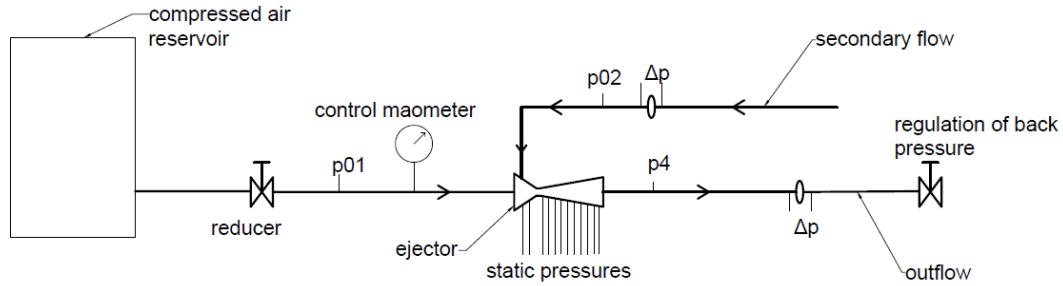 compressed air
reservoir
secondary flow
p02
Δp
control maometer
regulation of back
pressure
p01
p4
reducer
ejector
Δp
static pressures
outflow